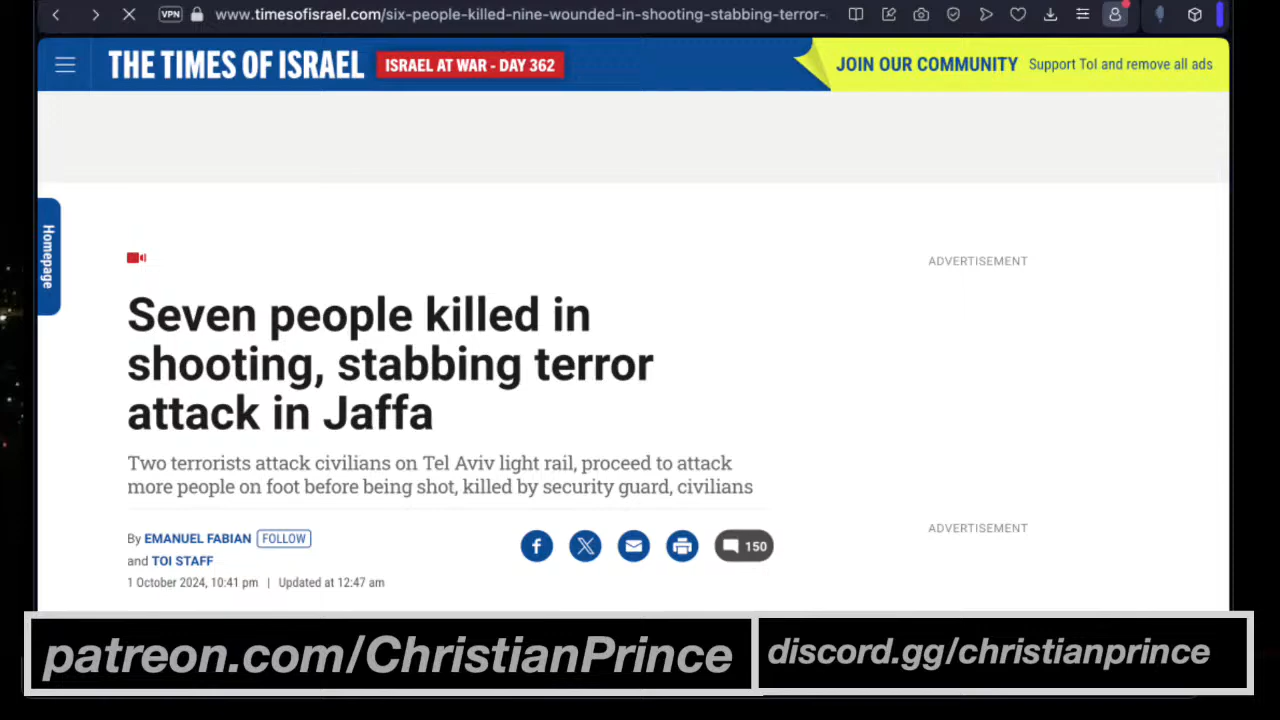 VPN
www.timesofisrael.com/six-people-killed-nine-wounded-in-shooting-stabbing-terror-
THE TIMES OF ISRAEL
ISRAEL AT WAR - DAY 362
JOIN OUR COMMUNITY Support ToI and remove all ads
Homepage
ADVERTISEMENT
Seven people killed in
shooting, stabbing terror
attack in Jaffa
Two terrorists attack civilians on Tel Aviv light rail, proceed to attack
more people on foot before being shot, killed by security guard, civilians
ADVERTISEMENT
By EMANUEL FABIAN FOLLOW
and TOI STAFF
150
1 October 2024, 10:41 pm | Updated at 12:47 am
patreon.com/ChristianPrince
discord.gg/christianprince